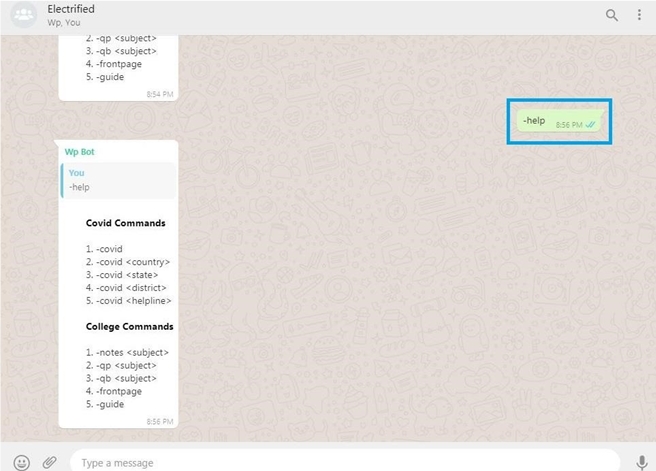 Electrified
Wp, You
2. -qp <subject>
3. -qb <subject>
4. -frontpage
5. -guide
8:54 PM
-help
8:56 PM
Wp Bot
You
-help
Covid Commands
1. -covid
2. -covid <country>
3. -covid <state>
4. -covid <district>
5. -covid <helpline>
College Commands
1. -notes <subject>
2. -qp <subject>
3. -qb <subject>
4. -frontpage
5. -guide
8:56 PM
Type a message